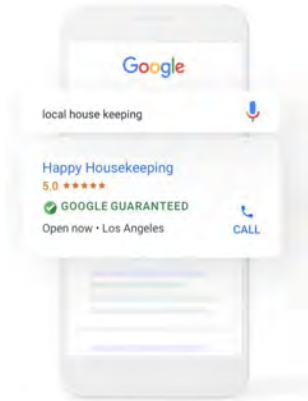 Google
local house keeping
Happy Housekeeping
5.0 ★★★★★
GOOGLE GUARANTEED
Open now • Los Angeles
CALL